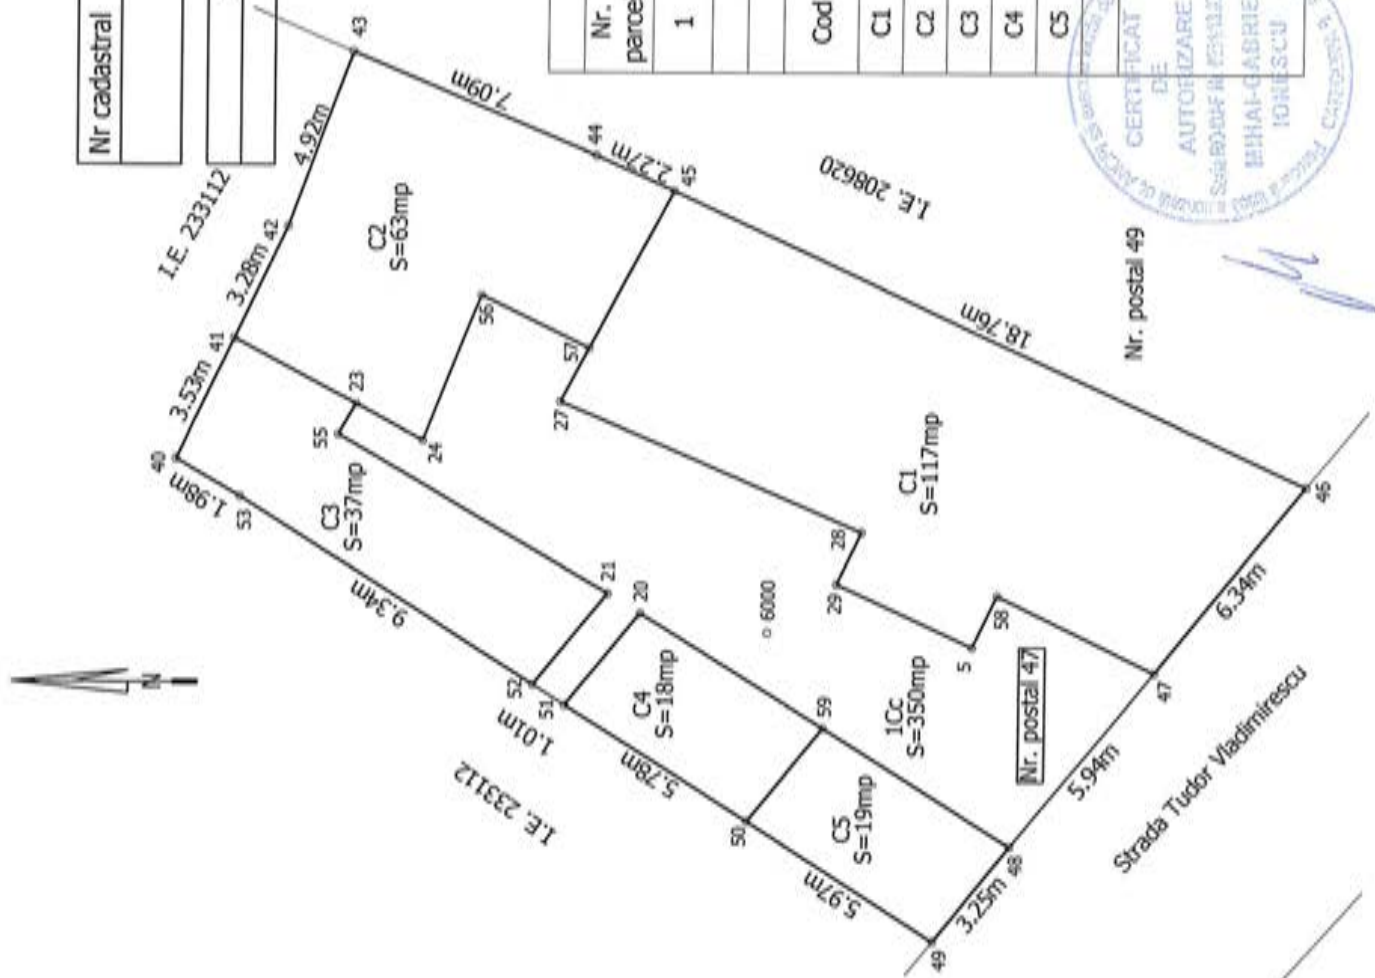 Nr cadastral
Nr.
parce
1
Cod
C1
C2
C3
C4
C5
CERTIFICAT
DE
AUTORIZARE
MIHAI-GABRIE
IONESCU
N
I.E. 233112
43
4.92m
42
3.28m
41
3.53m
40
1.98m
53
9.34m
52
1.01m
51
5.78m
50
5.97m
49
3.25m
48
5.94m
47
6.34m
46
18.76m
45
2.27m
44
7.09m
C2
S=63mp
56
57
27
23
55
24
C3
S=37mp
21
20
C4
S=18mp
59
C5
S=19mp
6000
28
29
5
58
C1
S=117mp
1Cc
S=350mp
Nr. postal 47
Nr. postal 49
I.E. 208620
I.E. 233112
Strada Tudor Vladimirescu